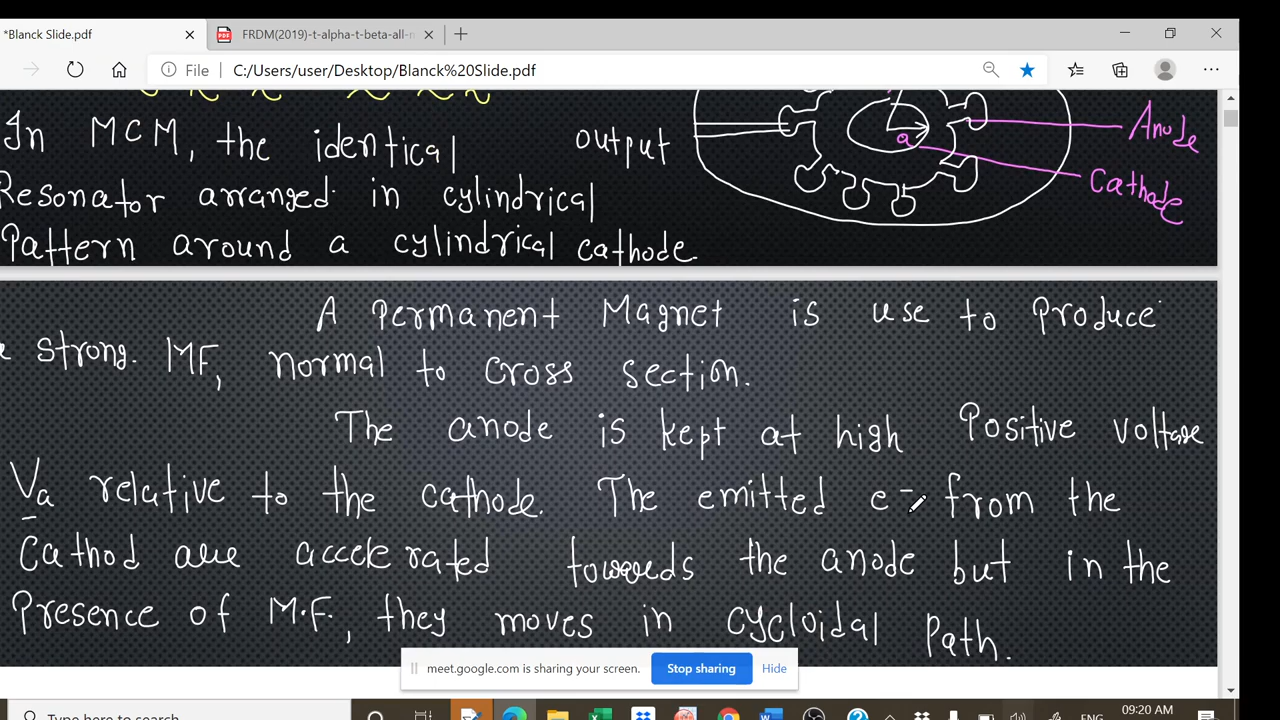 *Blanck Slide.pdf
FRDM(2019)-t-alpha-t-beta-all-
File
C:/Users/user/Desktop/Blanck%20Slide.pdf
In MCM, the identical output
Resonator arranged in cylindrical
Pattern around a cylindrical cathode.
a
Anode
Cathode
A Permanent Magnet is use to Produce
strong. MF, normal to cross section.
The anode is kept at high Positive voltage
Va relative to the cathode. The emitted e- from the
Cathod are accelerated towards the anode but in the
Presence of M.F., they moves in cycloidal Path.
meet.google.com is sharing your screen.
Stop sharing
Hide
Type here to search
09:20 AM